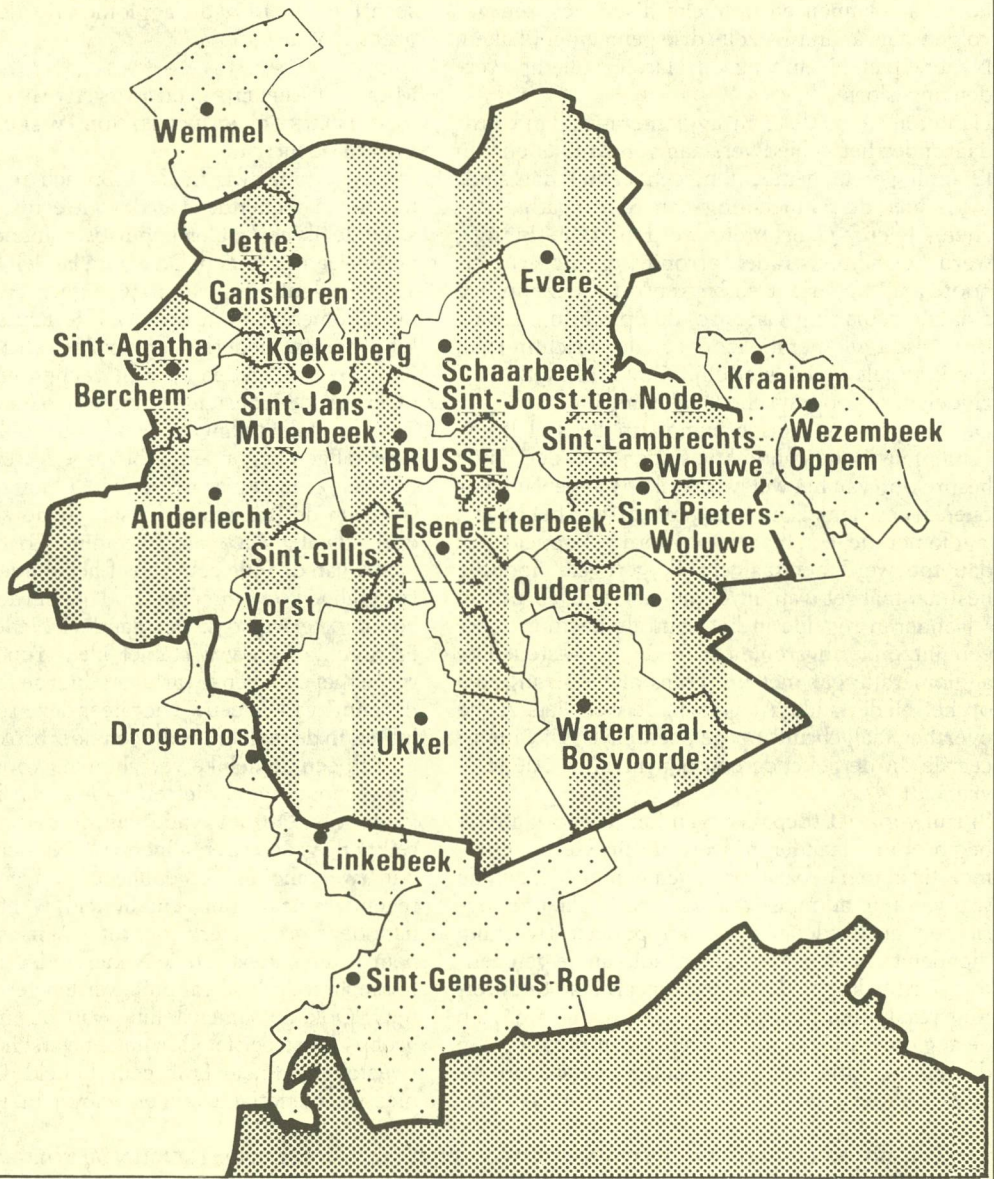 Wemmel
Jette
Evere
Ganshoren
Sint-Agatha-
Berchem
Koekelberg
Schaarbeek
Kraainem
Sint-Jans-
Molenbeek
Sint-Joost-ten-Node
Sint-Lambrechts-
Woluwe
Wezembeek
Oppem
BRUSSEL
Anderlecht
Sint-Gillis
Elsene
Etterbeek
Sint-Pieters-
Woluwe
Vorst
Oudergem
Drogenbos
Ukkel
Watermaal-
Bosvoorde
Linkebeek
Sint-Genesius-Rode